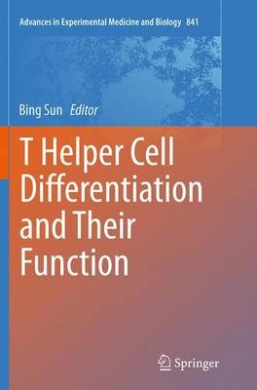 Advances in Experimental Medicine and Biology 841
Bing Sun Editor
T Helper Cell
Differentiation
and Their
Function
Springer